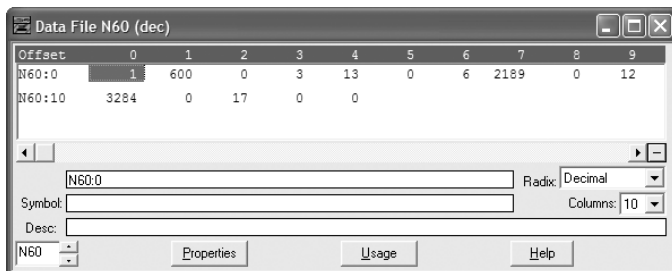 Data File N60 (dec)
Offset 0 1 2 3 4 5 6 7 8 9
N60:0 1 600 0 3 13 0 6 2189 0 12
N60:10 3284 0 17 0 0
N60:0 Radix: Decimal
Symbol: Columns: 10
Desc:
N60 Properties Usage Help